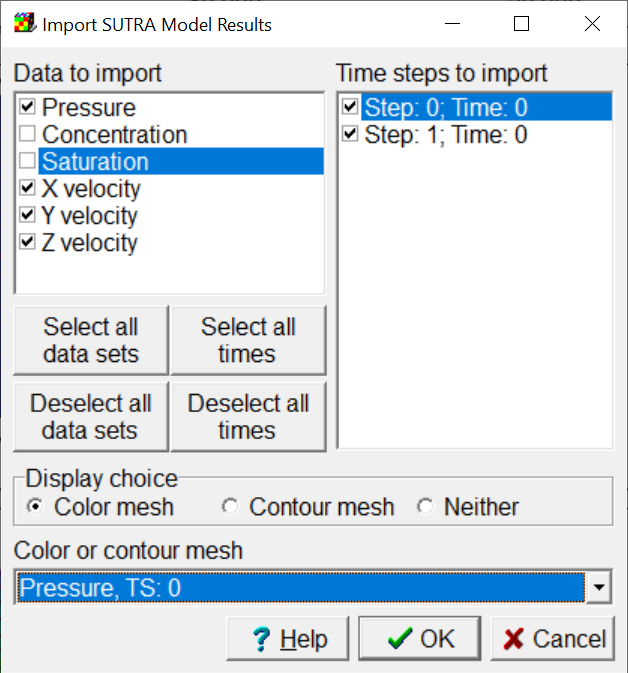 Import SUTRA Model Results
Data to import
Pressure
Concentration
Saturation
X velocity
Y velocity
Z velocity
Time steps to import
Step: 0; Time: 0
Step: 1; Time: 0
Select all
data sets
Select all
times
Deselect all
data sets
Deselect all
times
Display choice
Color mesh
Contour mesh
Neither
Color or contour mesh
Pressure, TS: 0
Help
OK
Cancel